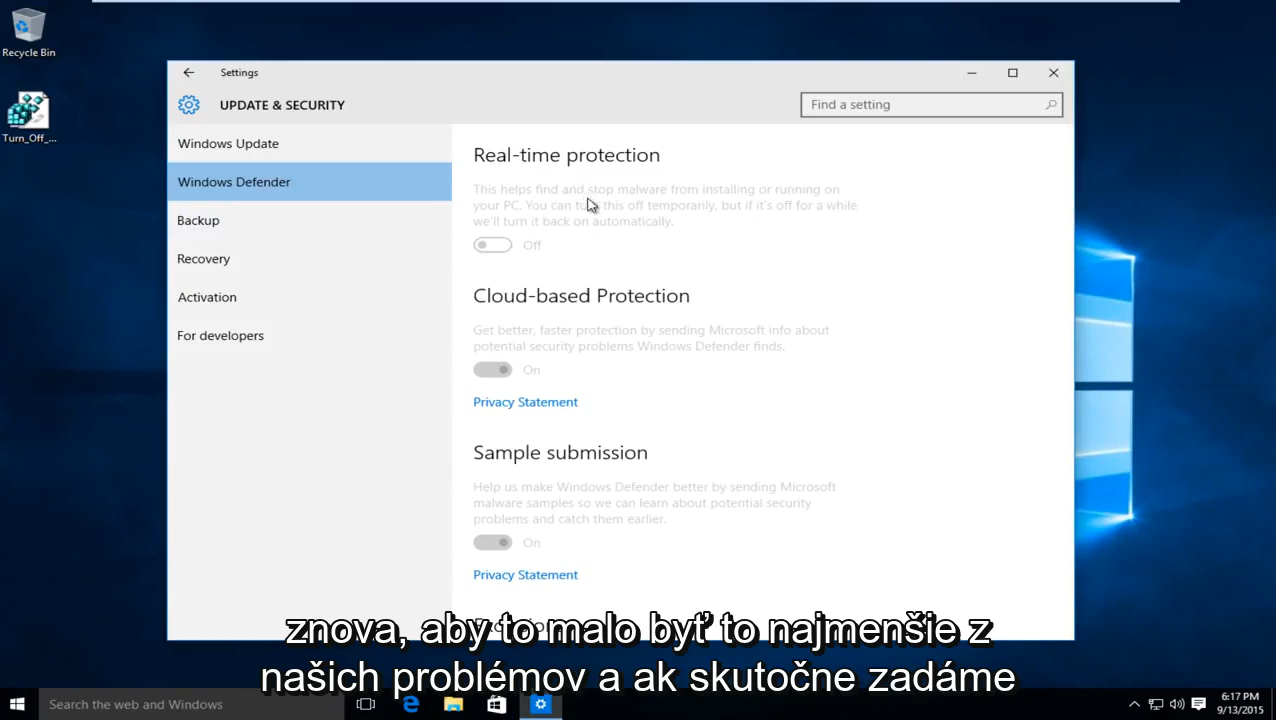 Recycle Bin
Turn_Off_...
Settings
UPDATE & SECURITY
Find a setting
Windows Update
Windows Defender
Backup
Recovery
Activation
For developers
Real-time protection
This helps find and stop malware from installing or running on
your PC. You can turn this off temporarily, but if it's off for a while
we'll turn it back on automatically.
Off
Cloud-based Protection
Get better, faster protection by sending Microsoft info about
potential security problems Windows Defender finds.
On
Privacy Statement
Sample submission
Help us make Windows Defender better by sending Microsoft
malware samples so we can learn about potential security
problems and catch them earlier.
On
Privacy Statement
znova, aby to malo byť to najmenšie z
našich problémov a ak skutočne zadáme
Search the web and Windows
6:17 PM
9/13/2015